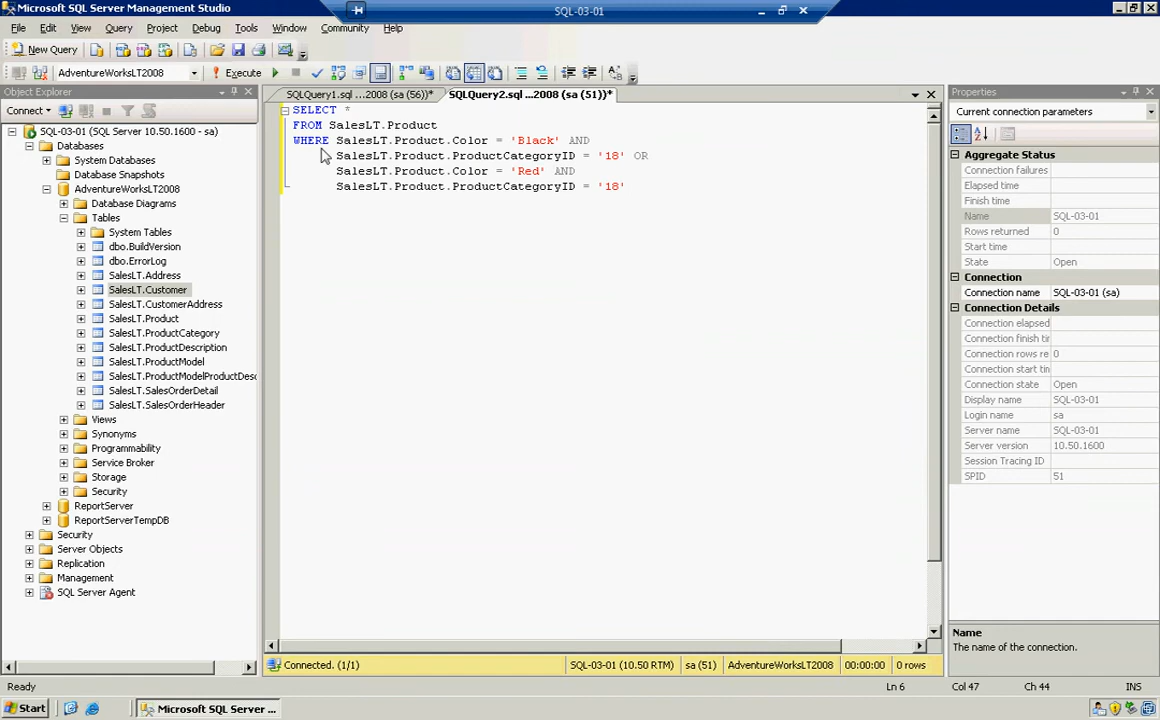 Microsoft SQL Server Management Studio
SQL-03-01
File Edit View Query Project Debug Tools Window Community Help
New Query
AdventureWorksLT2008 Execute
Object Explorer
Connect
SQL-03-01 (SQL Server 10.50.1600 - sa)
Databases
System Databases
Database Snapshots
AdventureWorksLT2008
Database Diagrams
Tables
System Tables
dbo.BuildVersion
dbo.ErrorLog
SalesLT.Address
SalesLT.Customer
SalesLT.CustomerAddress
SalesLT.Product
SalesLT.ProductCategory
SalesLT.ProductDescription
SalesLT.ProductModel
SalesLT.ProductModelProductDesc
SalesLT.SalesOrderDetail
SalesLT.SalesOrderHeader
Views
Synonyms
Programmability
Service Broker
Storage
Security
ReportServer
ReportServerTempDB
Security
Server Objects
Replication
Management
SQL Server Agent
SQLQuery1.sql ...2008 (sa (56))* SQLQuery2.sql ...2008 (sa (51))*
SELECT *
FROM SalesLT.Product
WHERE SalesLT.Product.Color = 'Black' AND
SalesLT.Product.ProductCategoryID = '18' OR
SalesLT.Product.Color = 'Red' AND
SalesLT.Product.ProductCategoryID = '18'
Connected. (1/1) SQL-03-01 (10.50 RTM) sa (51) AdventureWorksLT2008 00:00:00 0 rows
Properties
Current connection parameters
Aggregate Status
Connection failures
Elapsed time
Finish time
Name SQL-03-01
Rows returned 0
Start time
State Open
Connection
Connection name SQL-03-01 (sa)
Connection Details
Connection elapsed
Connection finish tir
Connection rows re 0
Connection start tim
Connection state Open
Display name SQL-03-01
Login name sa
Server name SQL-03-01
Server version 10.50.1600
Session Tracing ID
SPID 51
Name
The name of the connection.
Ready Ln 6 Col 47 Ch 44 INS
Start Microsoft SQL Server ...